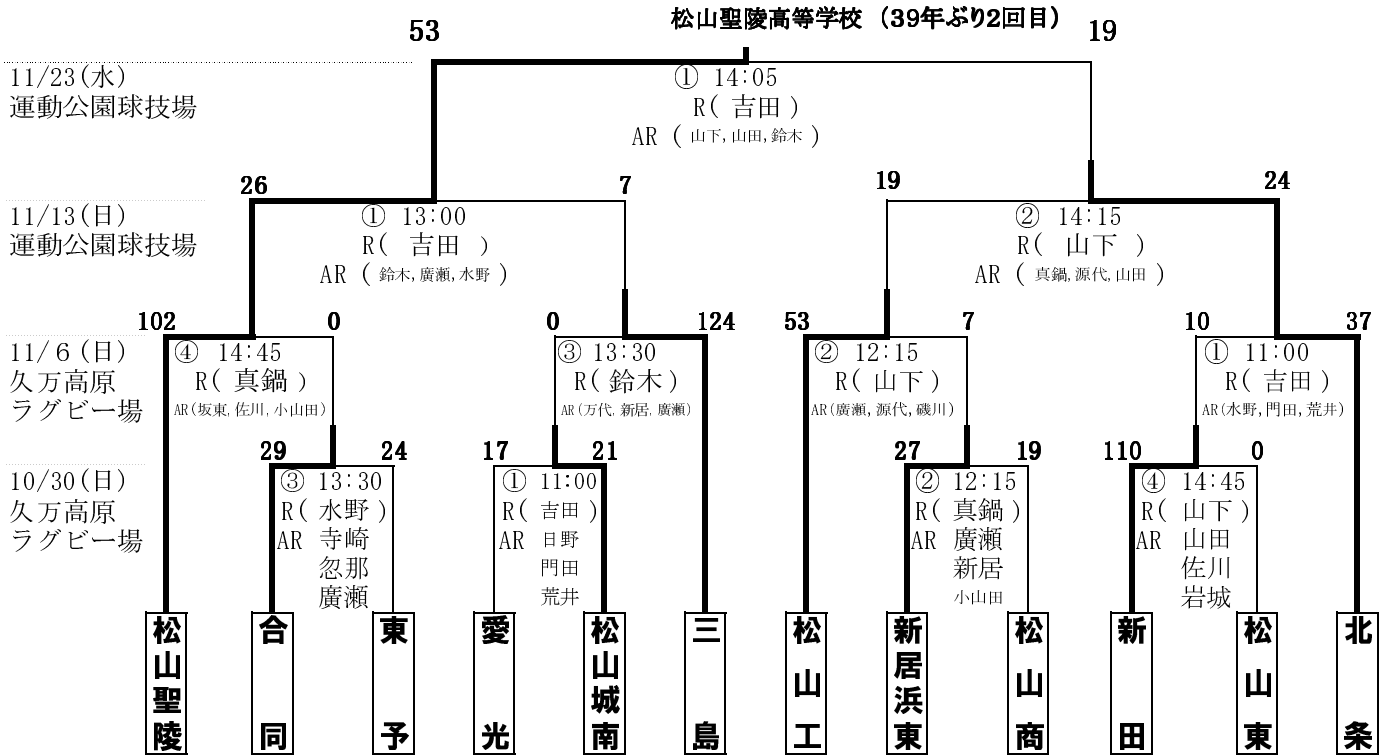 松山聖陵高等学校 (39年ぶり2回目)
53
19
11/23(水)
運動公園球技場
① 14:05
R( 吉田 )
AR ( 山下,山田,鈴木 )
26
7
19
24
11/13(日)
運動公園球技場
① 13:00
R( 吉田 )
AR ( 鈴木,廣瀬,水野 )
② 14:15
R( 山下 )
AR ( 真鍋,源代,山田 )
102
0
0
124
53
7
10
37
11/6(日)
久万高原
ラグビー場
④ 14:45
R( 真鍋 )
AR(坂東,佐川,小山田)
③ 13:30
R( 鈴木 )
AR(万代,新居,廣瀬)
② 12:15
R( 山下 )
AR(廣瀬,源代,磯川)
① 11:00
R( 吉田 )
AR(水野,門田,荒井)
29
24
17
21
27
19
110
0
10/30(日)
久万高原
ラグビー場
③ 13:30
R( 水野 )
AR 寺崎
忽那
廣瀬
① 11:00
R( 吉田 )
AR 日野
門田
荒井
② 12:15
R( 真鍋 )
AR 廣瀬
新居
小山田
④ 14:45
R( 山下 )
AR 山田
佐川
岩城
松山聖陵
合同
東予
愛光
松山城南
三島
松山工
新居浜東
松山商
新田
松山東
北条